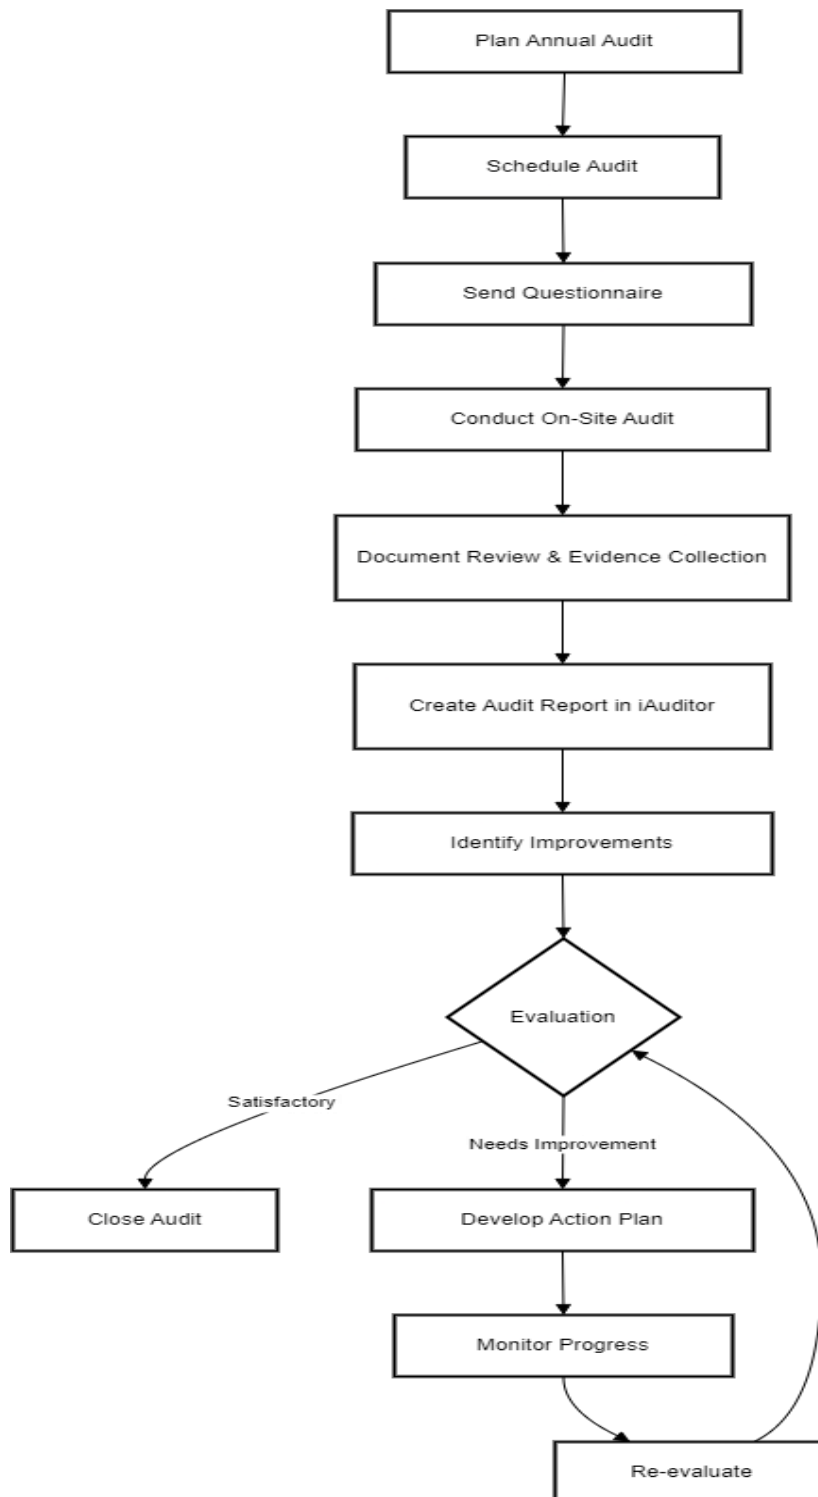 Plan Annual Audit
Schedule Audit
Send Questionnaire
Conduct On-Site Audit
Document Review & Evidence Collection
Create Audit Report in iAuditor
Identify Improvements
Evaluation
Satisfactory
Needs Improvement
Close Audit
Develop Action Plan
Monitor Progress
Re-evaluate